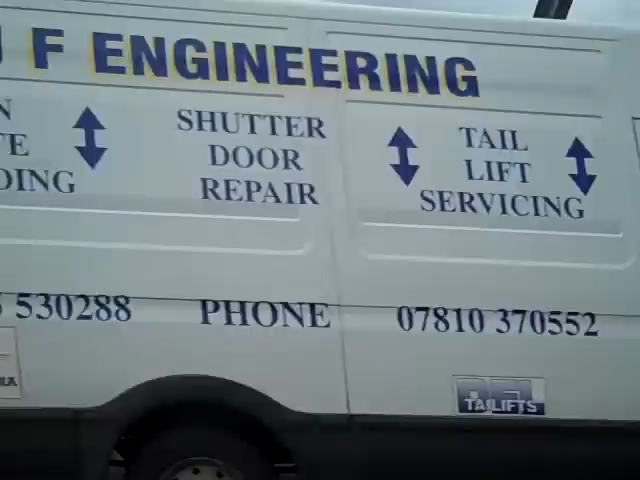 F ENGINEERING
SHUTTER
DOOR
REPAIR
TAIL
LIFT
SERVICING
530288 PHONE 07810 370552
TAILIFTS